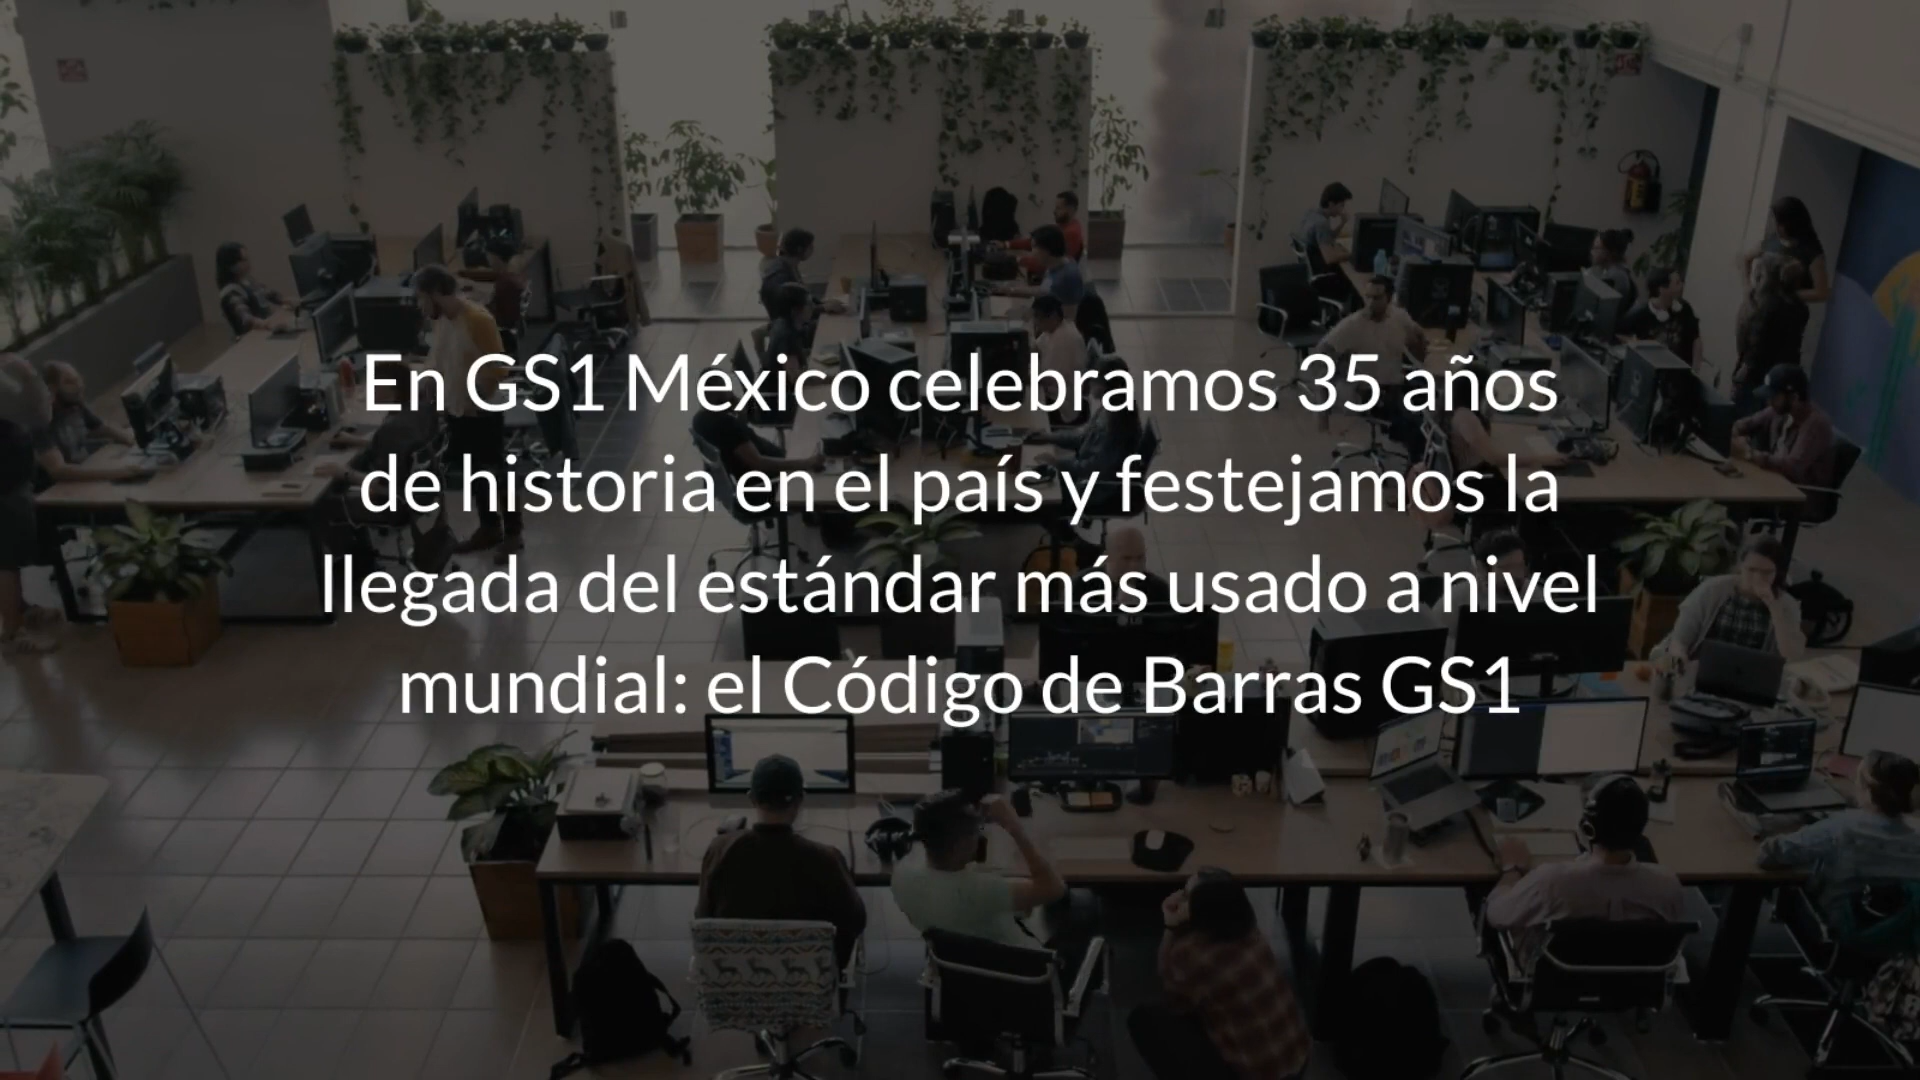 En GS1 México celebramos 35 años
de historia en el país y festejamos la
llegada del estándar más usado a nivel
mundial: el Código de Barras GS1